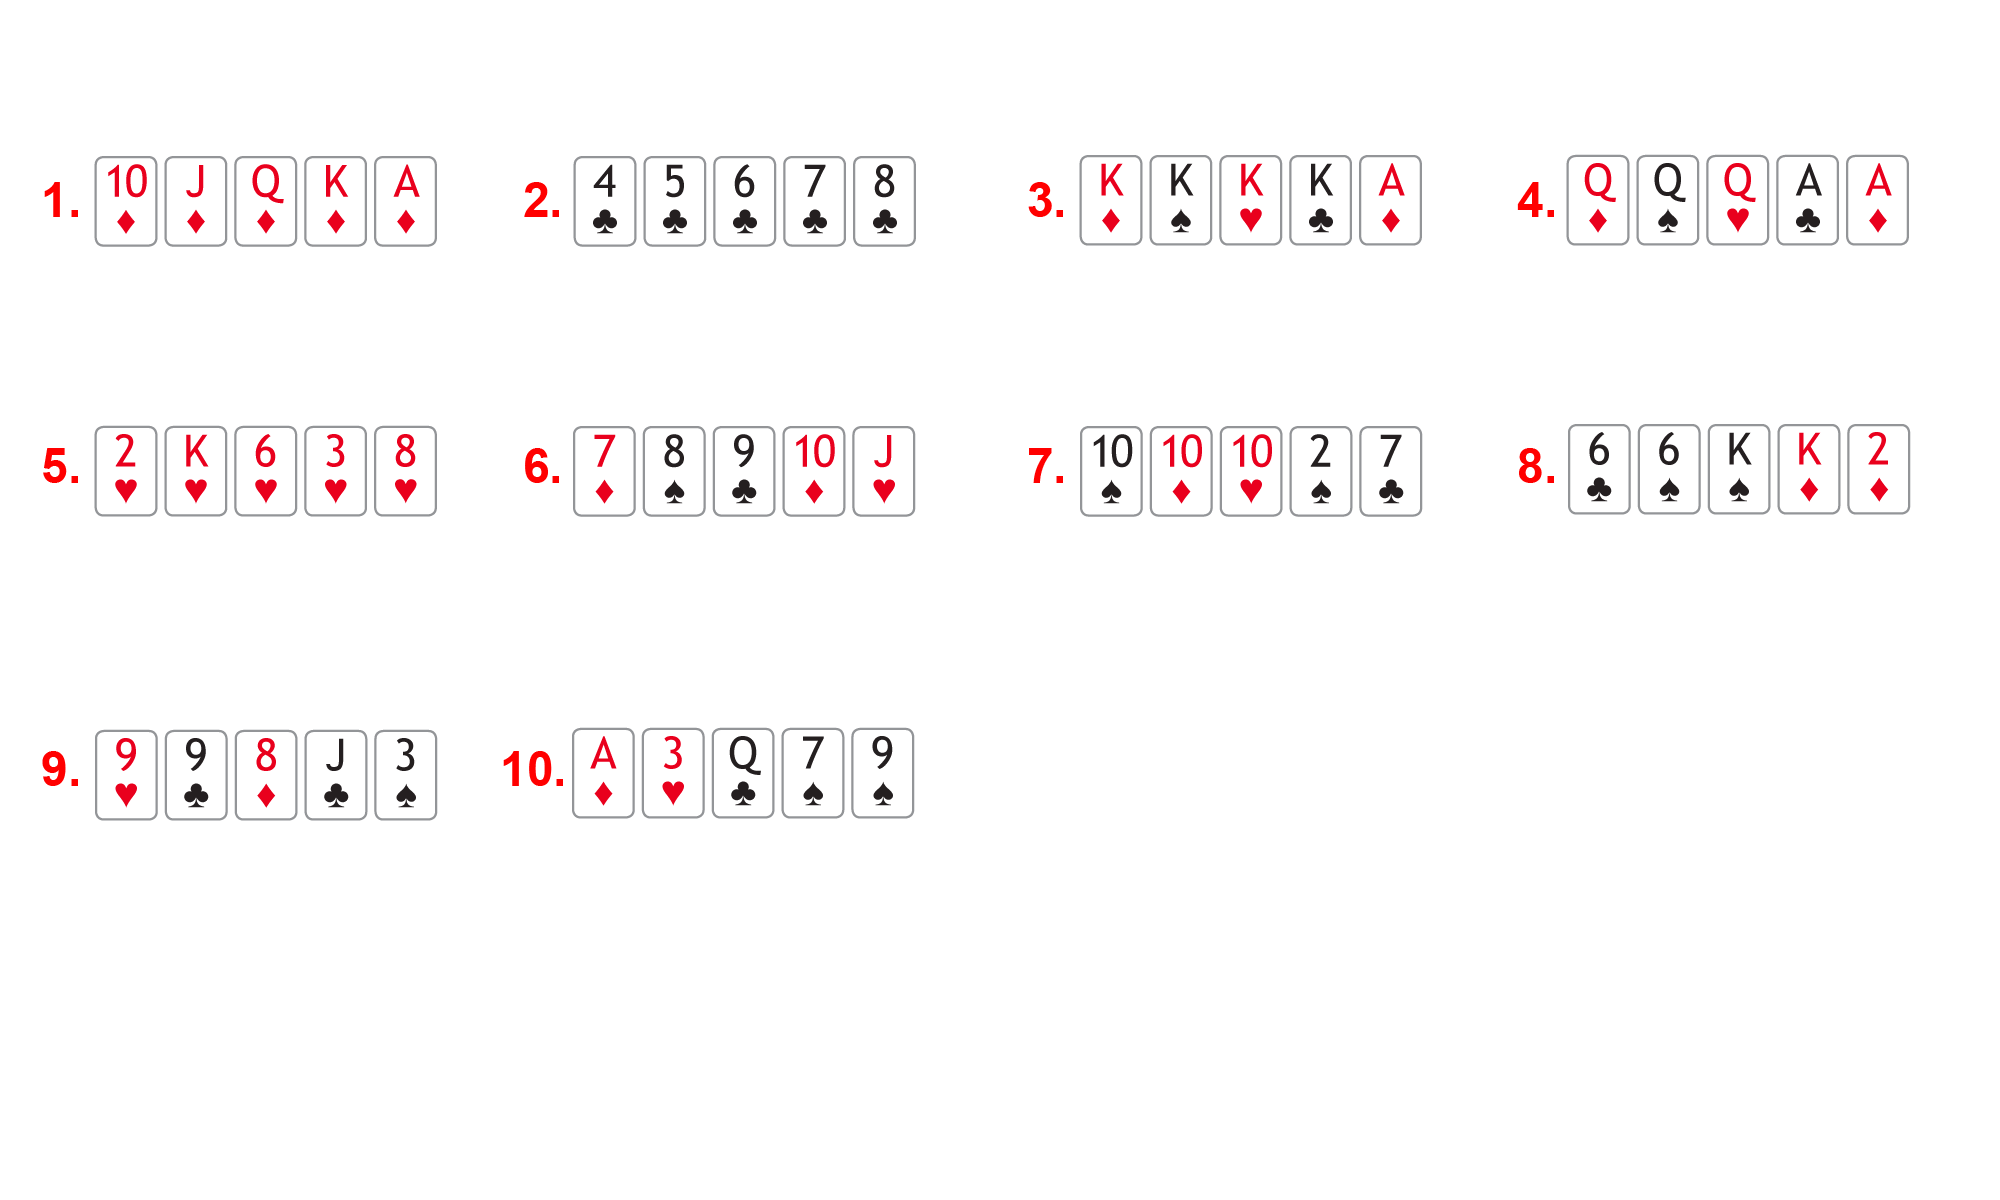 1. 10♦ J♦ Q♦ K♦ A♦
2. 4♣ 5♣ 6♣ 7♣ 8♣
3. K♦ K♠ K♥ K♣ A♦
4. Q♦ Q♠ Q♥ A♣ A♦
5. 2♥ K♥ 6♥ 3♥ 8♥
6. 7♦ 8♠ 9♣ 10♦ J♥
7. 10♠ 10♦ 10♥ 2♠ 7♣
8. 6♣ 6♠ K♠ K♦ 2♦
9. 9♥ 9♣ 8♦ J♣ 3♠
10. A♦ 3♥ Q♣ 7♠ 9♠